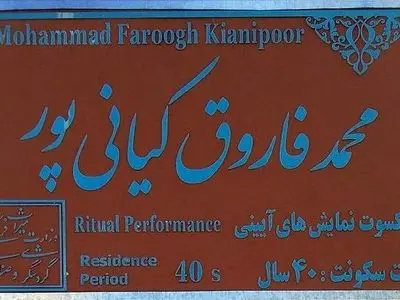 Mohammad Faroogh Kianipoor
محمد فاروق کیانی پور
Ritual Performance
کسوت نمایش های آیینی
Residence Period
40 s
ت سکونت : ۴۰ سال